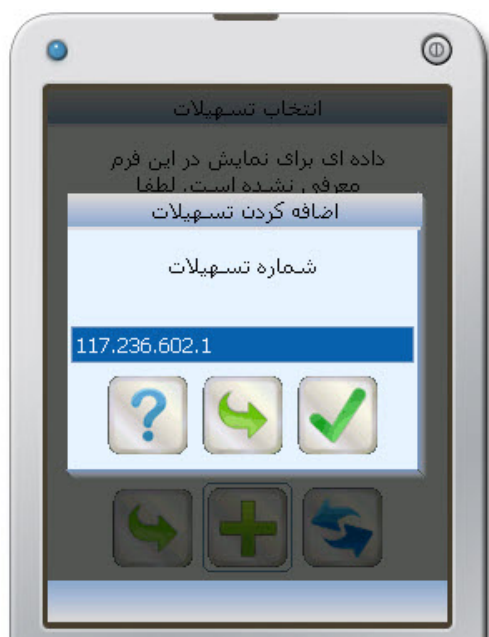 انتخاب تسهیلات
داده ای برای نمایش در این فرم
معرفی نشده است. لطفا
اضافه کردن تسهیلات
شماره تسهیلات
117.236.602.1